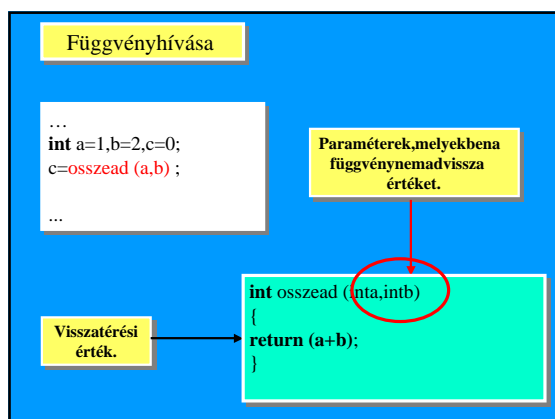 Függvényhívása
…
int a=1,b=2,c=0;
c=osszead (a,b) ;
...
Paraméterek,melyekbena
függvénynemadvissza
értéket.
int osszead (inta,intb)
{
return (a+b);
}
Visszatérési
érték.